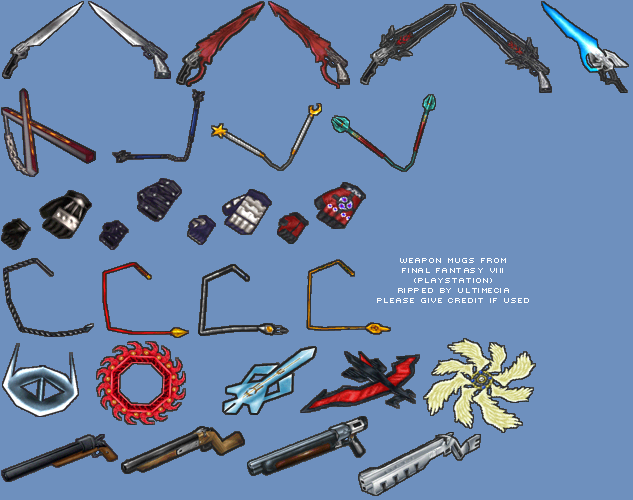 WEAPON MUGS FROM
FINAL FANTASY VIII
(PLAYSTATION)
RIPPED BY ULTIMECIA
PLEASE GIVE CREDIT IF USED